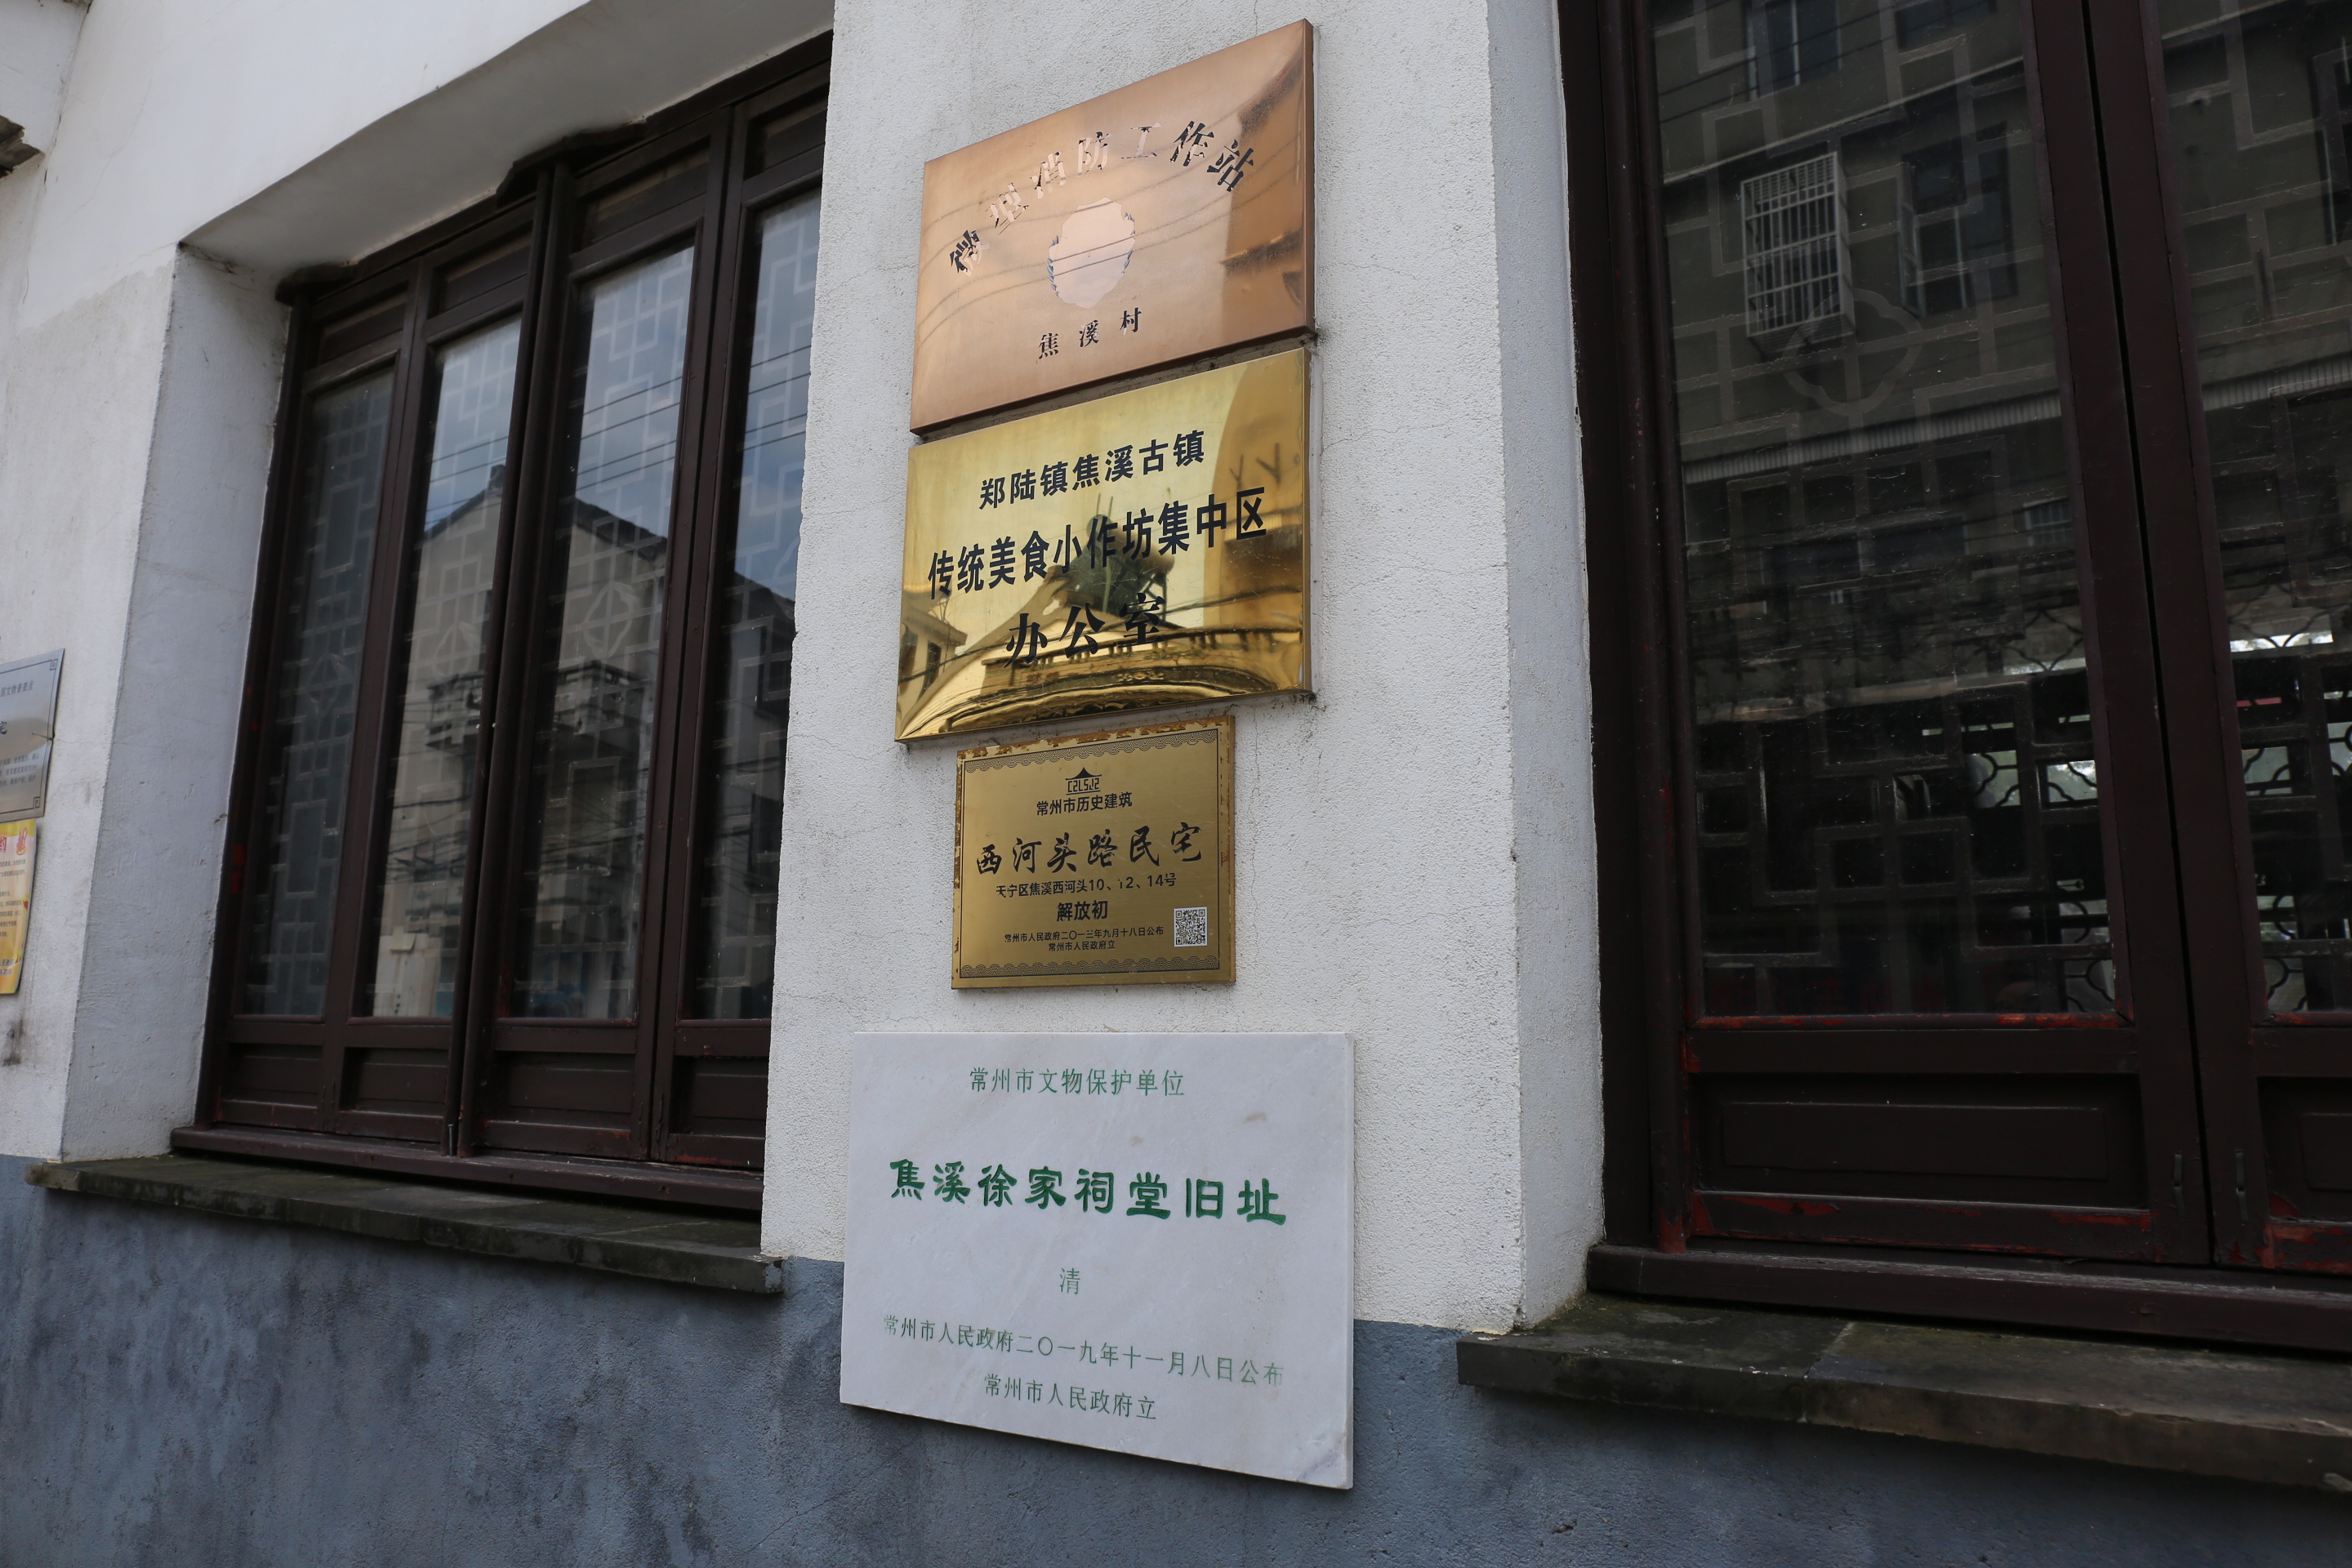 微型消防工作站
焦溪村
郑陆镇焦溪古镇
传统美食小作坊集中区
办公室
CZLSJZ
常州市历史建筑
西河头路民宅
天宁区焦溪西河头10、12、14号
解放初
常州市人民政府二〇一三年九月十八日公布
常州市人民政府立
常州市文物保护单位
焦溪徐家祠堂旧址
清
常州市人民政府二〇一九年十一月八日公布
常州市人民政府立